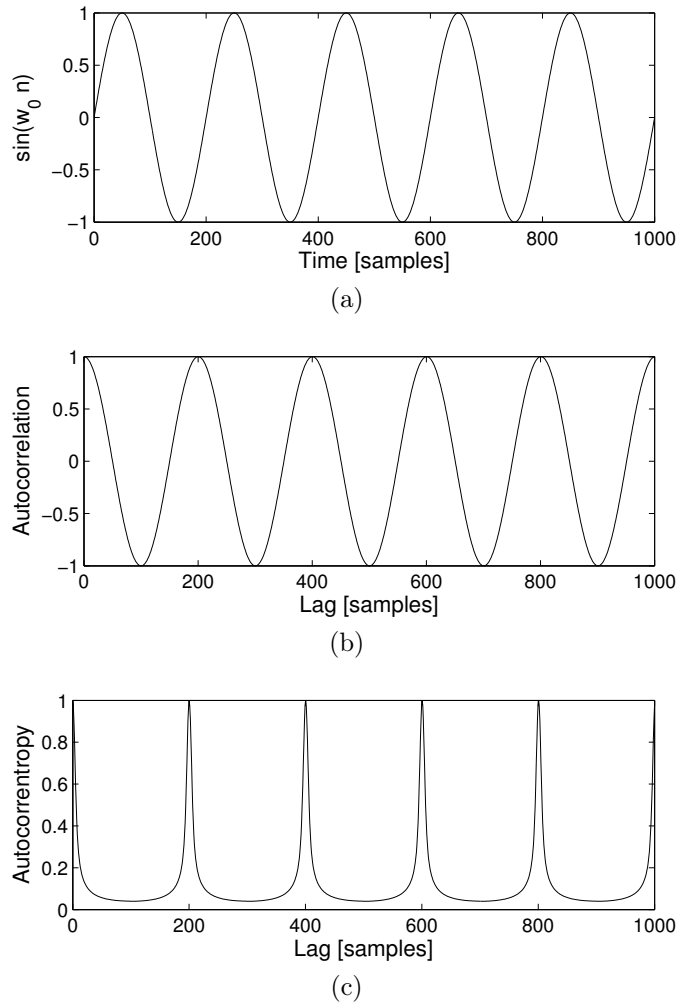 1
0.5
0
−0.5
−1
sin(w0 n)
0 200 400 600 800 1000
Time [samples]
(a)
1
0.5
0
−0.5
−1
Autocorrelation
0 200 400 600 800 1000
Lag [samples]
(b)
1
0.8
0.6
0.4
0.2
0
Autocorrentropy
0 200 400 600 800 1000
Lag [samples]
(c)